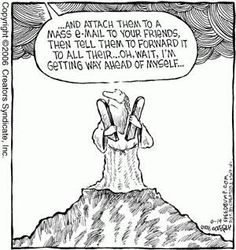 ...AND ATTACH THEM TO A
MASS E-MAIL TO YOUR FRIENDS,
THEN TELL THEM TO FORWARD IT
TO ALL THEIR...OH, WAIT, I'M
GETTING WAY AHEAD OF MYSELF...
Copyright ©2006 Creators Syndicate, Inc.